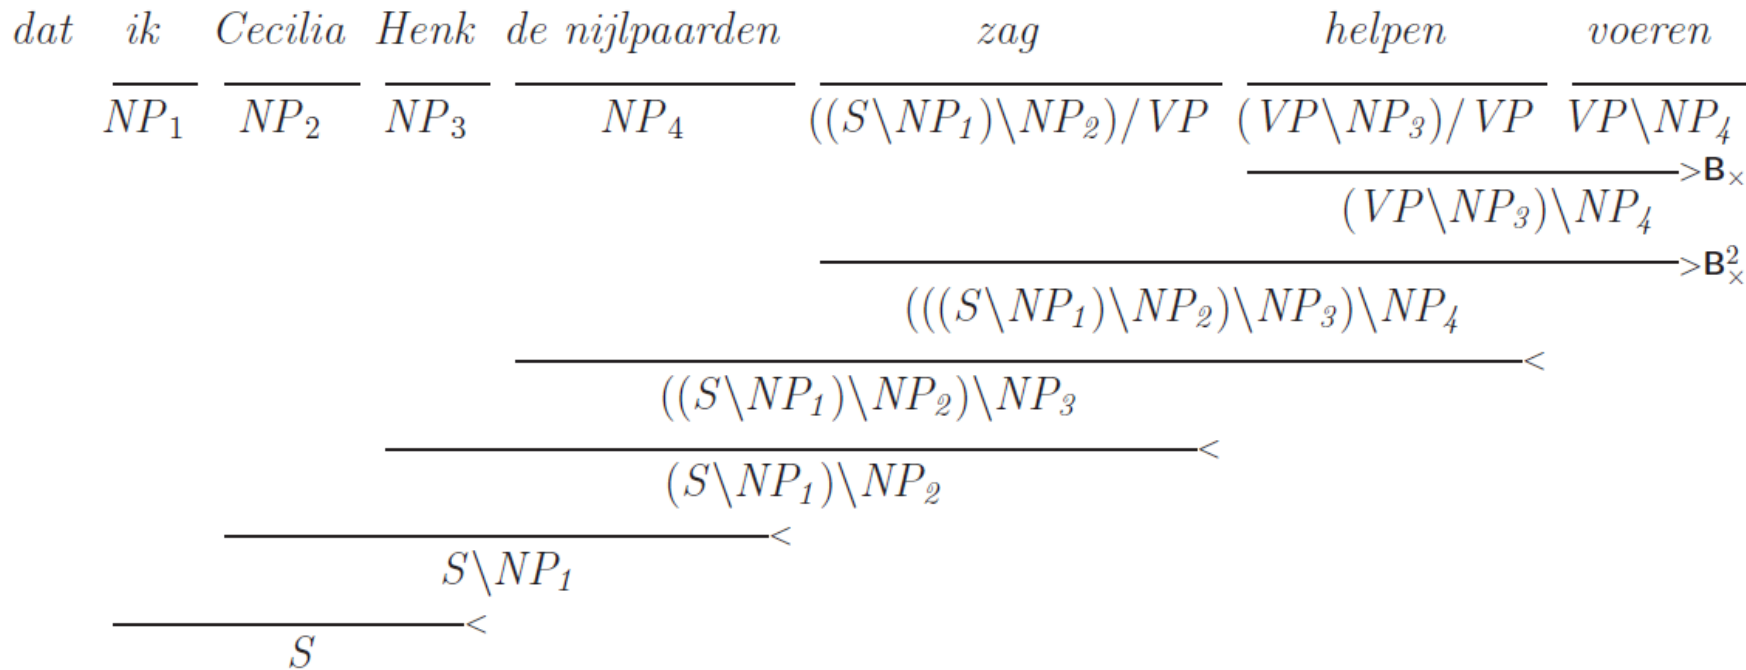 dat ik Cecilia Henk de nijlpaarden zag helpen voeren
NP₁ NP₂ NP₃ NP₄ ((S\NP₁)\NP₂)/VP (VP\NP₃)/VP VP\NP₄
>B×
(VP\NP₃)\NP₄
>B²×
(((S\NP₁)\NP₂)\NP₃)\NP₄
<
((S\NP₁)\NP₂)\NP₃
<
(S\NP₁)\NP₂
<
S\NP₁
<
S